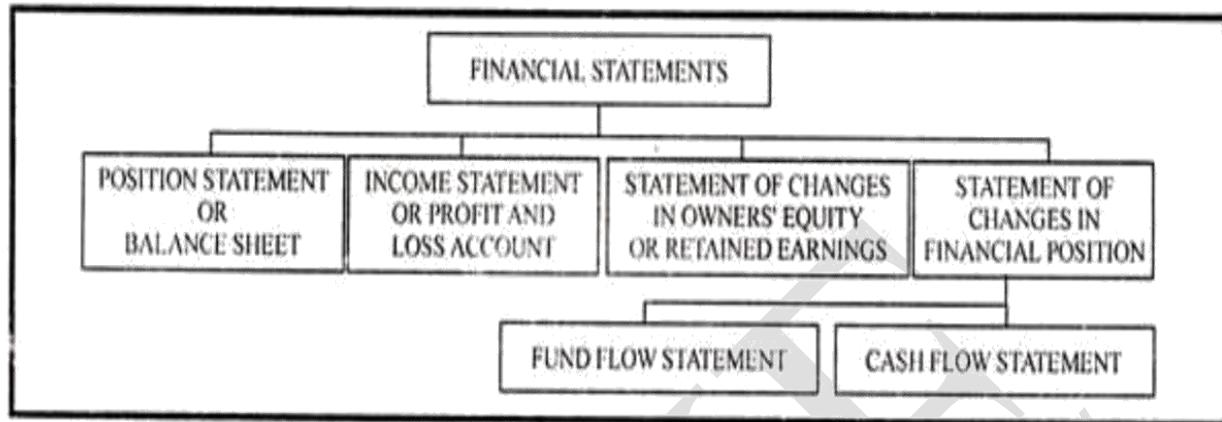 FINANCIAL STATEMENTS
POSITION STATEMENT
OR
BALANCE SHEET
INCOME STATEMENT
OR PROFIT AND
LOSS ACCOUNT
STATEMENT OF CHANGES
IN OWNERS' EQUITY
OR RETAINED EARNINGS
STATEMENT OF
CHANGES IN
FINANCIAL POSITION
FUND FLOW STATEMENT
CASH FLOW STATEMENT